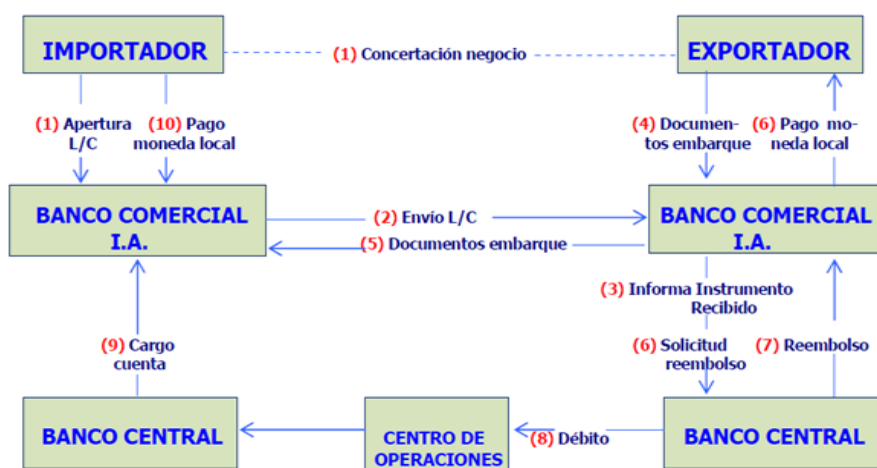 IMPORTADOR
(1) Concertación negocio
EXPORTADOR
(1) Apertura
L/C
(10) Pago
moneda local
(4) Documen-
tos embarque
(6) Pago mo-
neda local
BANCO COMERCIAL
I.A.
(2) Envío L/C
(5) Documentos embarque
BANCO COMERCIAL
I.A.
(3) Informa Instrumento
Recibido
(9) Cargo
cuenta
(6) Solicitud
reembolso
(7) Reembolso
BANCO CENTRAL
CENTRO DE
OPERACIONES
(8) Débito
BANCO CENTRAL